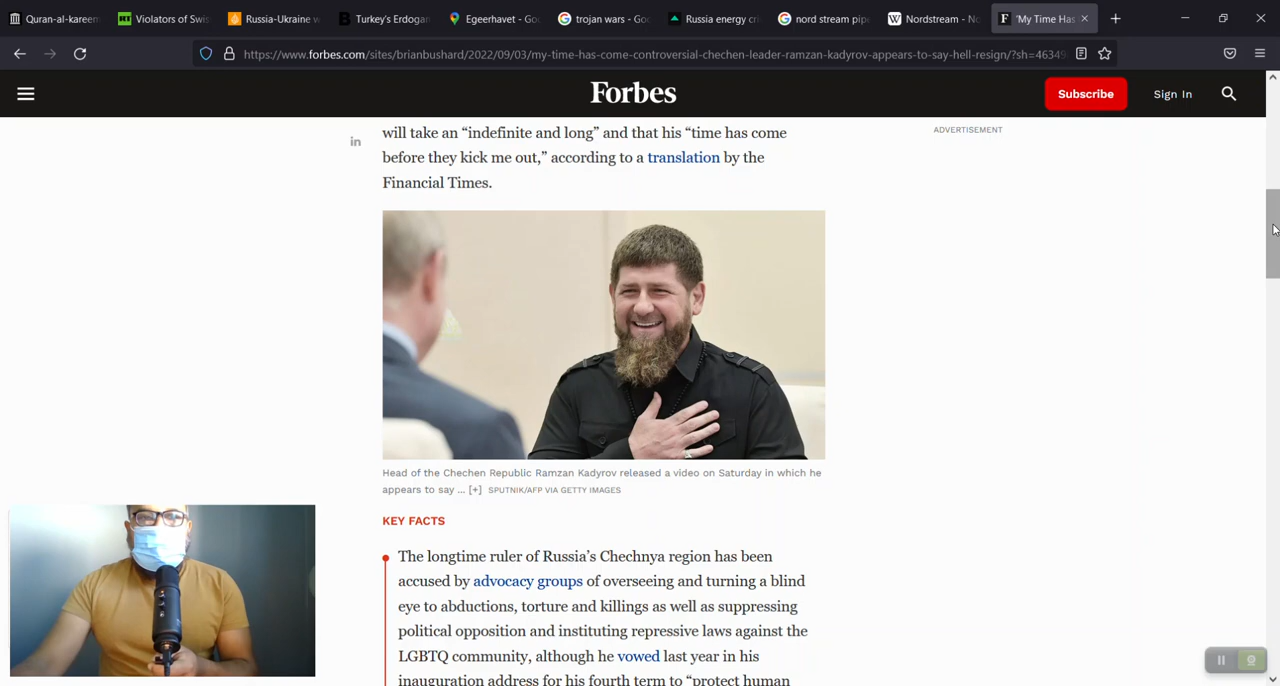 Quran-al-kareem
RT
Violators of Swis
Russia-Ukraine w
B
Turkey's Erdogan
Egeerhavet - Goo
trojan wars - Goo
Russia energy cri
nord stream pipe
W
Nordstream - No
F
'My Time Has
https://www.forbes.com/sites/brianbushard/2022/09/03/my-time-has-come-controversial-chechen-leader-ramzan-kadyrov-appears-to-say-hell-resign/?sh=46349
Forbes
Subscribe
Sign In
in
will take an “indefinite and long” and that his “time has come
before they kick me out,” according to a translation by the
Financial Times.
ADVERTISEMENT
Head of the Chechen Republic Ramzan Kadyrov released a video on Saturday in which he
appears to say ... [+] SPUTNIK/AFP VIA GETTY IMAGES
KEY FACTS
The longtime ruler of Russia’s Chechnya region has been
accused by advocacy groups of overseeing and turning a blind
eye to abductions, torture and killings as well as suppressing
political opposition and instituting repressive laws against the
LGBTQ community, although he vowed last year in his
inauguration address for his fourth term to “protect human